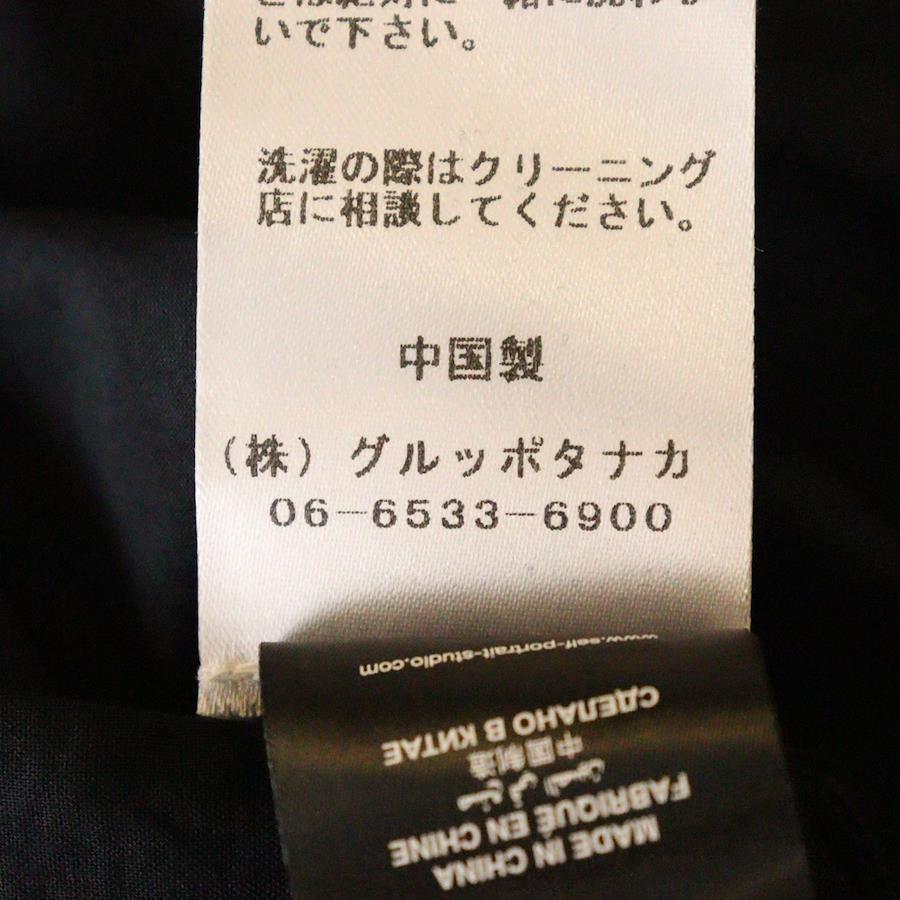 いで下さい。
洗濯の際はクリーニング
店に相談してください。
中国製
(株)グルッポタナカ
06-6533-6900
MADE IN CHINA
FABRIQUÉ EN CHINE
صنع في الصين
中国制造
СДЕЛАНО В КИТАЕ
www.self-portrait-studio.com